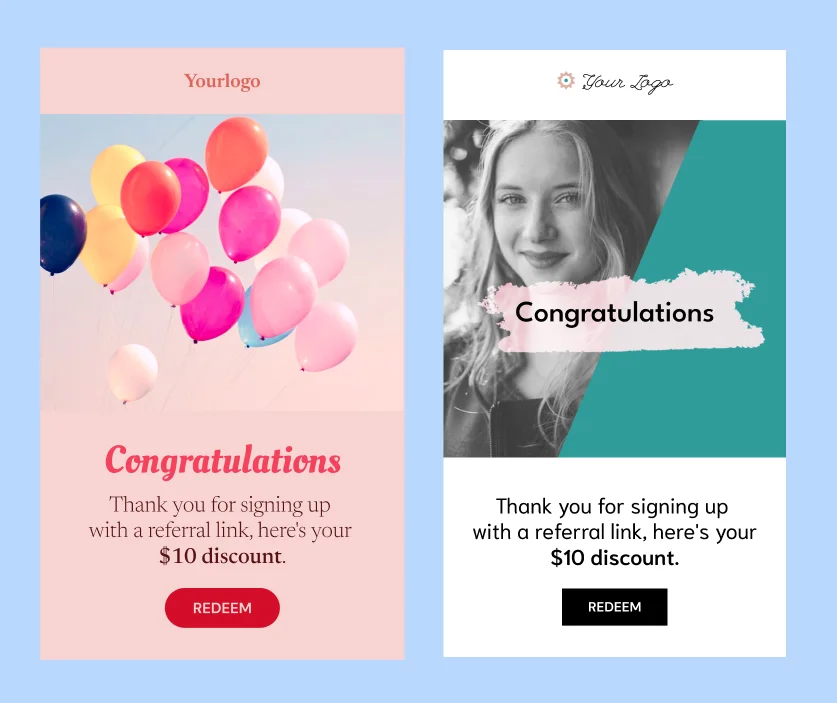 Yourlogo
Congratulations
Thank you for signing up
with a referral link, here's your
$10 discount.
REDEEM
Your Logo
Congratulations
Thank you for signing up
with a referral link, here's your
$10 discount.
REDEEM